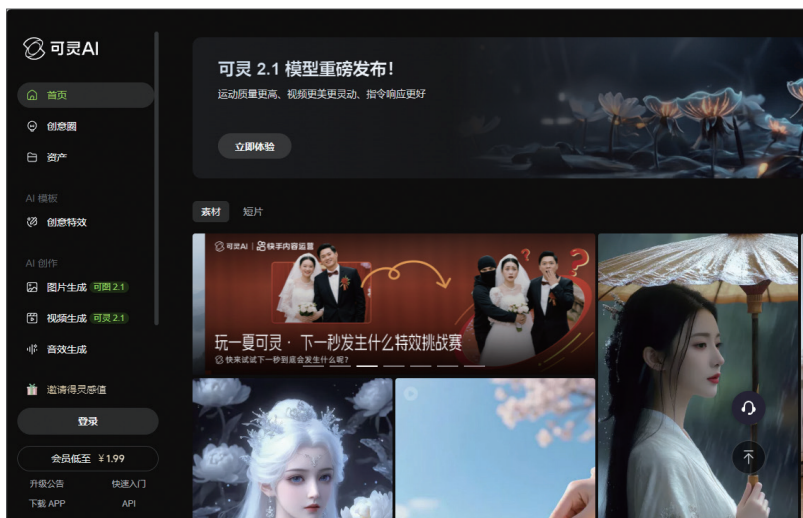 可灵AI
首页
创意圈
资产
AI 模板
创意特效
AI 创作
图片生成 可图 2.1
视频生成 可灵 2.1
音效生成
邀请得灵感值
登录
会员低至 ¥1.99
升级公告 快速入门
下载 APP API
可灵 2.1 模型重磅发布！
运动质量更高、视频更美更灵动、指令响应更好
立即体验
素材 短片
可灵AI 快手内容运营
玩一夏可灵 · 下一秒发生什么特效挑战赛
快来试试下一秒到底会发生什么呢？